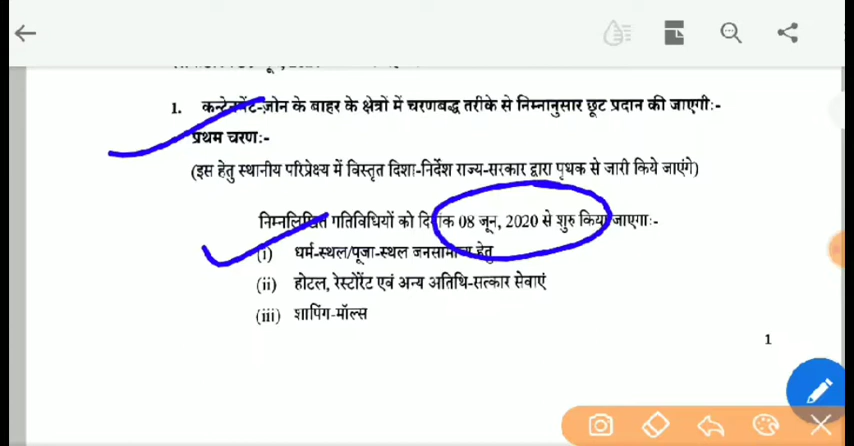 1. कन्टेनमेंट-ज़ोन के बाहर के क्षेत्रों में चरणबद्ध तरीके से निम्नानुसार छूट प्रदान की जाएगीः-
प्रथम चरणः-
(इस हेतु स्थानीय परिप्रेक्ष्य में विस्तृत दिशा-निर्देश राज्य-सरकार द्वारा पृथक से जारी किये जाएंगे)
निम्नलिखित गतिविधियों को दिनांक 08 जून, 2020 से शुरु किया जाएगाः-
(i) धर्म-स्थल/पूजा-स्थल जनसामान्य हेतु
(ii) होटल, रेस्टोरेंट एवं अन्य अतिथि-सत्कार सेवाएं
(iii) शापिंग-मॉल्स
1